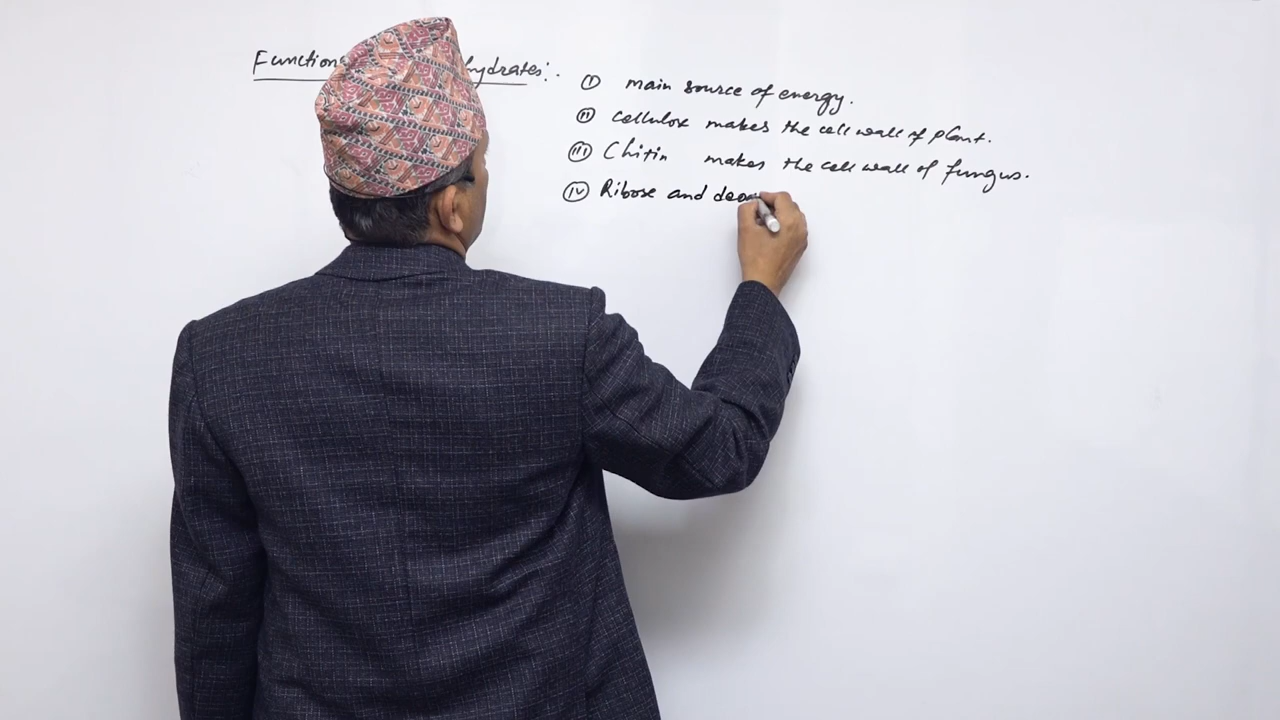 Function hydrates:.
(i) main source of energy.
(ii) cellulose makes the cell wall of plant.
(iii) Chitin makes the cell wall of fungus.
(iv) Ribose and deox